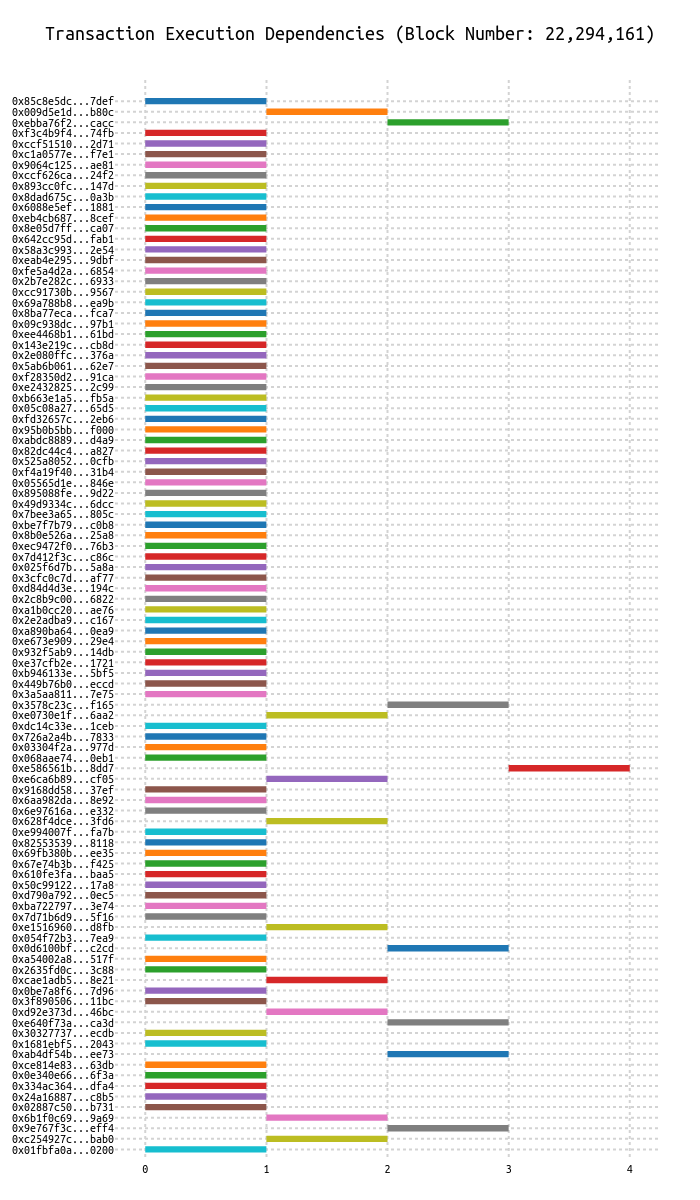 Transaction Execution Dependencies (Block Number: 22,294,161)
0x85c8e5dc...7def
0x009d5e1d...b80c
0xebba76f2...cacc
0xf3c4b9f4...74fb
0xccf51510...2d71
0xc1a0577e...f7e1
0x9064c125...ae81
0xccf626ca...24f2
0x893cc0fc...147d
0x8dad675c...0a3b
0x6088e5ef...1881
0xeb4cb687...8cef
0x8e05d7ff...ca07
0x642cc95d...fab1
0x58a3c993...2e54
0xeab4e295...9dbf
0xfe5a4d2a...6854
0x2b7e282c...6933
0xcc91730b...9567
0x69a788b8...ea9b
0x8ba77eca...fca7
0x09c938dc...97b1
0xee4468b1...61bd
0x143e219c...cb8d
0x2e080ffc...376a
0x5ab6b061...62e7
0xf28350d2...91ca
0xe2432825...2c99
0xb663e1a5...fb5a
0x05c08a27...65d5
0xfd32657c...2eb6
0x95b0b5bb...f000
0xabdc8889...d4a9
0x82dc44c4...a827
0x525a8052...0cfb
0xf4a19f40...31b4
0x05565d1e...846e
0x895088fe...9d22
0x49d9334c...6dcc
0x7bee3a65...805c
0xbe7f7b79...c0b8
0x8b0e526a...25a8
0xec9472f0...76b3
0x7d412f3c...c86c
0x025f6d7b...5a8a
0x3cfc0c7d...af77
0xd84d4d3e...194c
0x2c8b9c00...6822
0xa1b0cc20...ae76
0x2e2adba9...c167
0xa890ba64...0ea9
0xe673e909...29e4
0x932f5ab9...14db
0xe37cfb2e...1721
0xb946133e...5bf5
0x449b76b0...eccd
0x3a5aa811...7e75
0x3578c23c...f165
0xe0730e1f...6aa2
0xdc14c33e...1ceb
0x726a2a4b...7833
0x03304f2a...977d
0x068aae74...0eb1
0xe586561b...8dd7
0xe6ca6b89...cf05
0x9168dd58...37ef
0x6aa982da...8e92
0x6e97616a...e332
0x628f4dce...3fd6
0xe994007f...fa7b
0x82553539...8118
0x69fb380b...ee35
0x67e74b3b...f425
0x610fe3fa...baa5
0x50c99122...17a8
0xd790a792...0ec5
0xba722797...3e74
0x7d71b6d9...5f16
0xe1516960...d8fb
0x054f72b3...7ea9
0x0d6100bf...c2cd
0xa54002a8...517f
0x2635fd0c...3c88
0xcae1adb5...8e21
0x0be7a8f6...7d96
0x3f890506...11bc
0xd92e373d...46bc
0xe640f73a...ca3d
0x30327737...ecdb
0x1681ebf5...2043
0xab4df54b...ee73
0xce814e83...63db
0x0e340e66...6f3a
0x334ac364...dfa4
0x24a16887...c8b5
0x02887c50...b731
0x6b1f0c69...9a69
0x9e767f3c...eff4
0xc254927c...bab0
0x01fbfa0a...0200
0 1 2 3 4